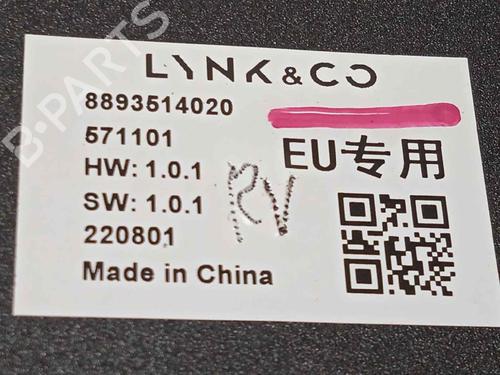 LYNK & CO
8893514020
571101
EU专用
HW: 1.0.1
SW: 1.0.1
RV
220801
Made in China
B-PARTS